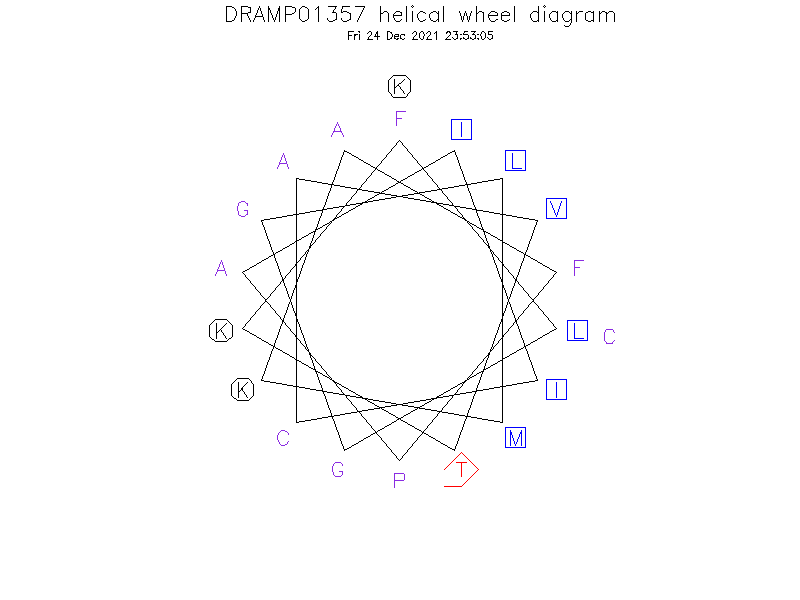 DRAMP01357 helical wheel diagram
Fri 24 Dec 2021 23:53:05
K
F
A I
A L
G V
A F
K L C
K I
C M
G T
P